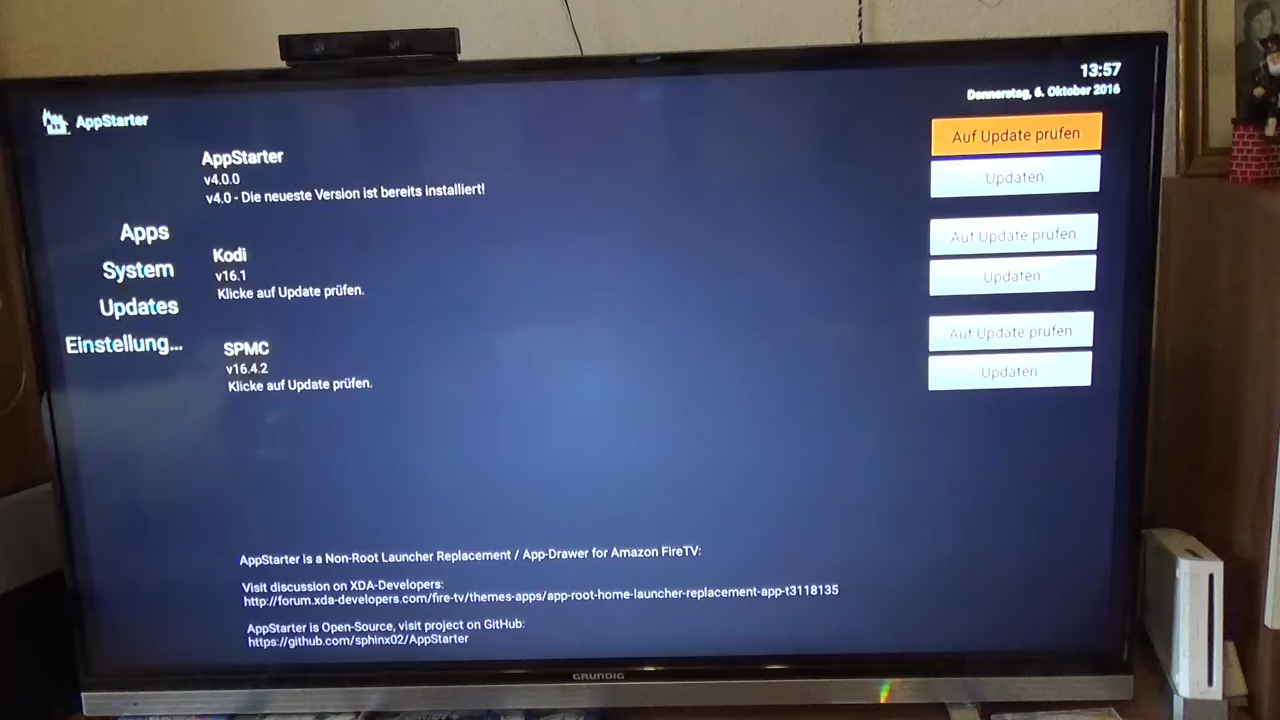 13:57
Donnerstag, 6. Oktober 2016
AppStarter
AppStarter
v4.0.0
v4.0 - Die neueste Version ist bereits installiert!
Auf Update prüfen
Updaten
Apps
System
Updates
Einstellung...
Kodi
v16.1
Klicke auf Update prüfen.
Auf Update prüfen
Updaten
SPMC
v16.4.2
Klicke auf Update prüfen.
Auf Update prüfen
Updaten
AppStarter is a Non-Root Launcher Replacement / App-Drawer for Amazon FireTV:
Visit discussion on XDA-Developers:
http://forum.xda-developers.com/fire-tv/themes-apps/app-root-home-launcher-replacement-app-t3118135
AppStarter is Open-Source, visit project on GitHub:
https://github.com/sphinx02/AppStarter
GRUNDIG